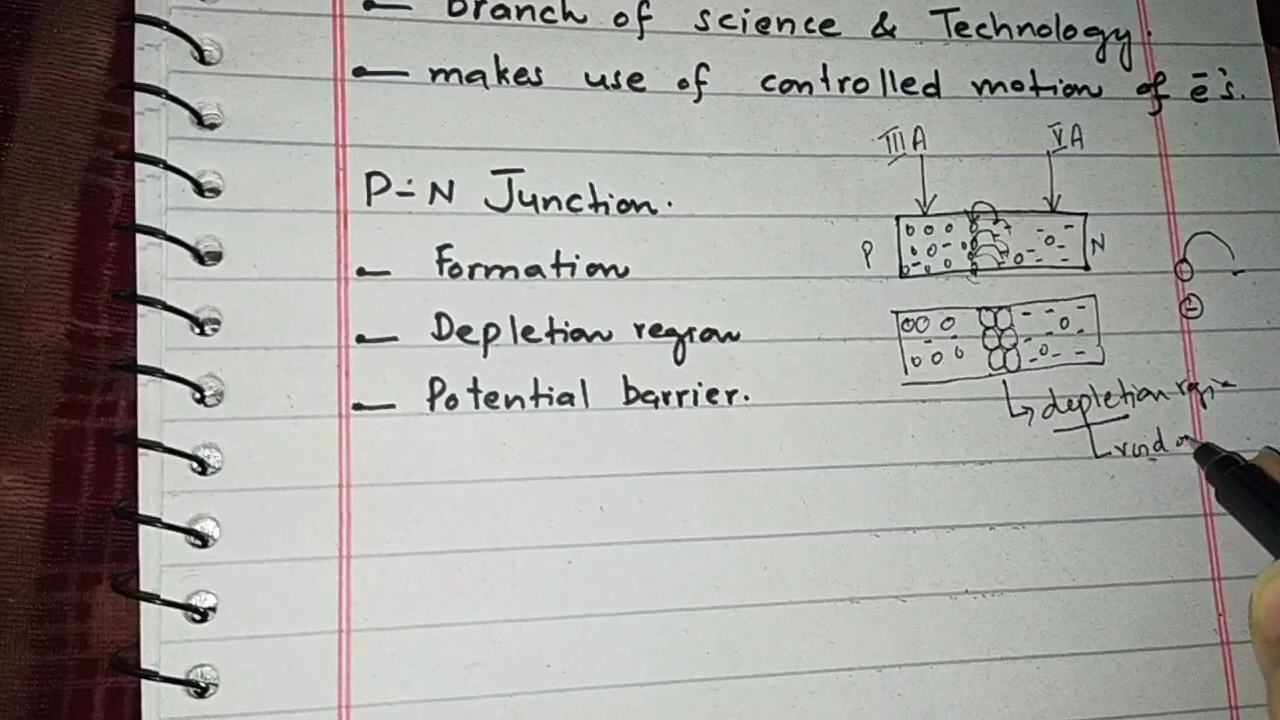 – branch of science & Technology.
– makes use of controlled motion of ē's.
IIIA VA
P-N Junction.
P N
– Formation
– Depletion region
– Potential barrier.
depletion